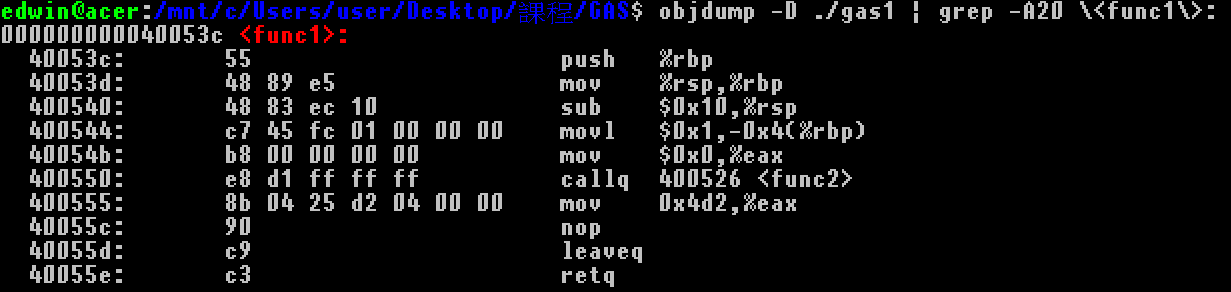 edwin@acer:/mnt/c/Users/user/Desktop/課程/GAS$ objdump -D ./gas1 | grep -A20 \<func1\>:
000000000040053c <func1>:
40053c: 55 push %rbp
40053d: 48 89 e5 mov %rsp,%rbp
400540: 48 83 ec 10 sub $0x10,%rsp
400544: c7 45 fc 01 00 00 00 movl $0x1,-0x4(%rbp)
40054b: b8 00 00 00 00 mov $0x0,%eax
400550: e8 d1 ff ff ff callq 400526 <func2>
400555: 8b 04 25 d2 04 00 00 mov 0x4d2,%eax
40055c: 90 nop
40055d: c9 leaveq
40055e: c3 retq